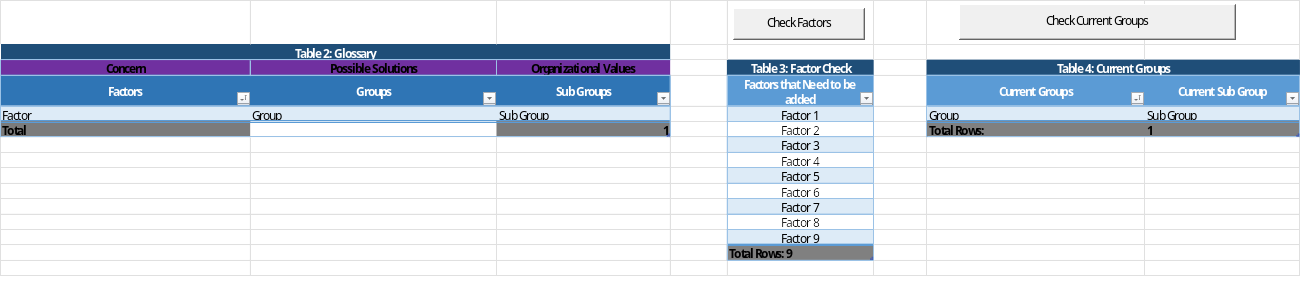 Check Factors
Check Current Groups
Table 2: Glossary
Concern Possible Solutions Organizational Values Table 3: Factor Check Table 4: Current Groups
Factors Groups Sub Groups Factors that Need to be added Current Groups Current Sub Group
Factor Group Sub Group Factor 1 Group Sub Group
Total 1 Factor 2 Total Rows: 1
Factor 3
Factor 4
Factor 5
Factor 6
Factor 7
Factor 8
Factor 9
Total Rows: 9